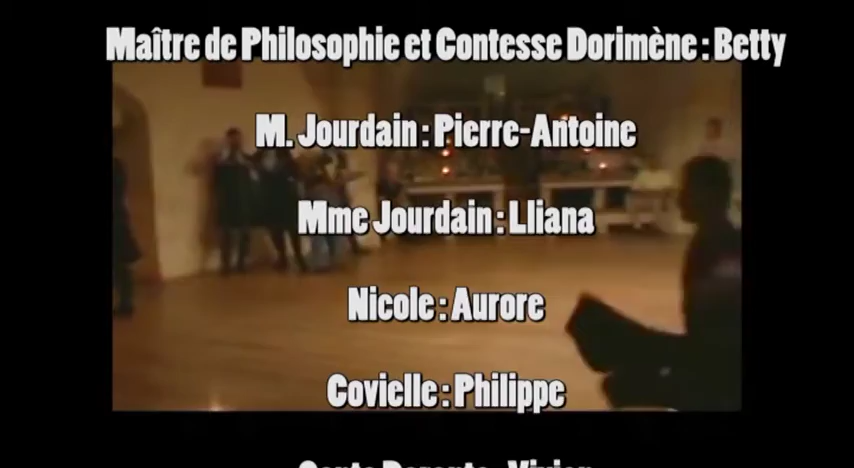 Maître de Philosophie et Contesse Dorimène : Betty
M. Jourdain : Pierre-Antoine
Mme Jourdain : Lliana
Nicole : Aurore
Covielle : Philippe